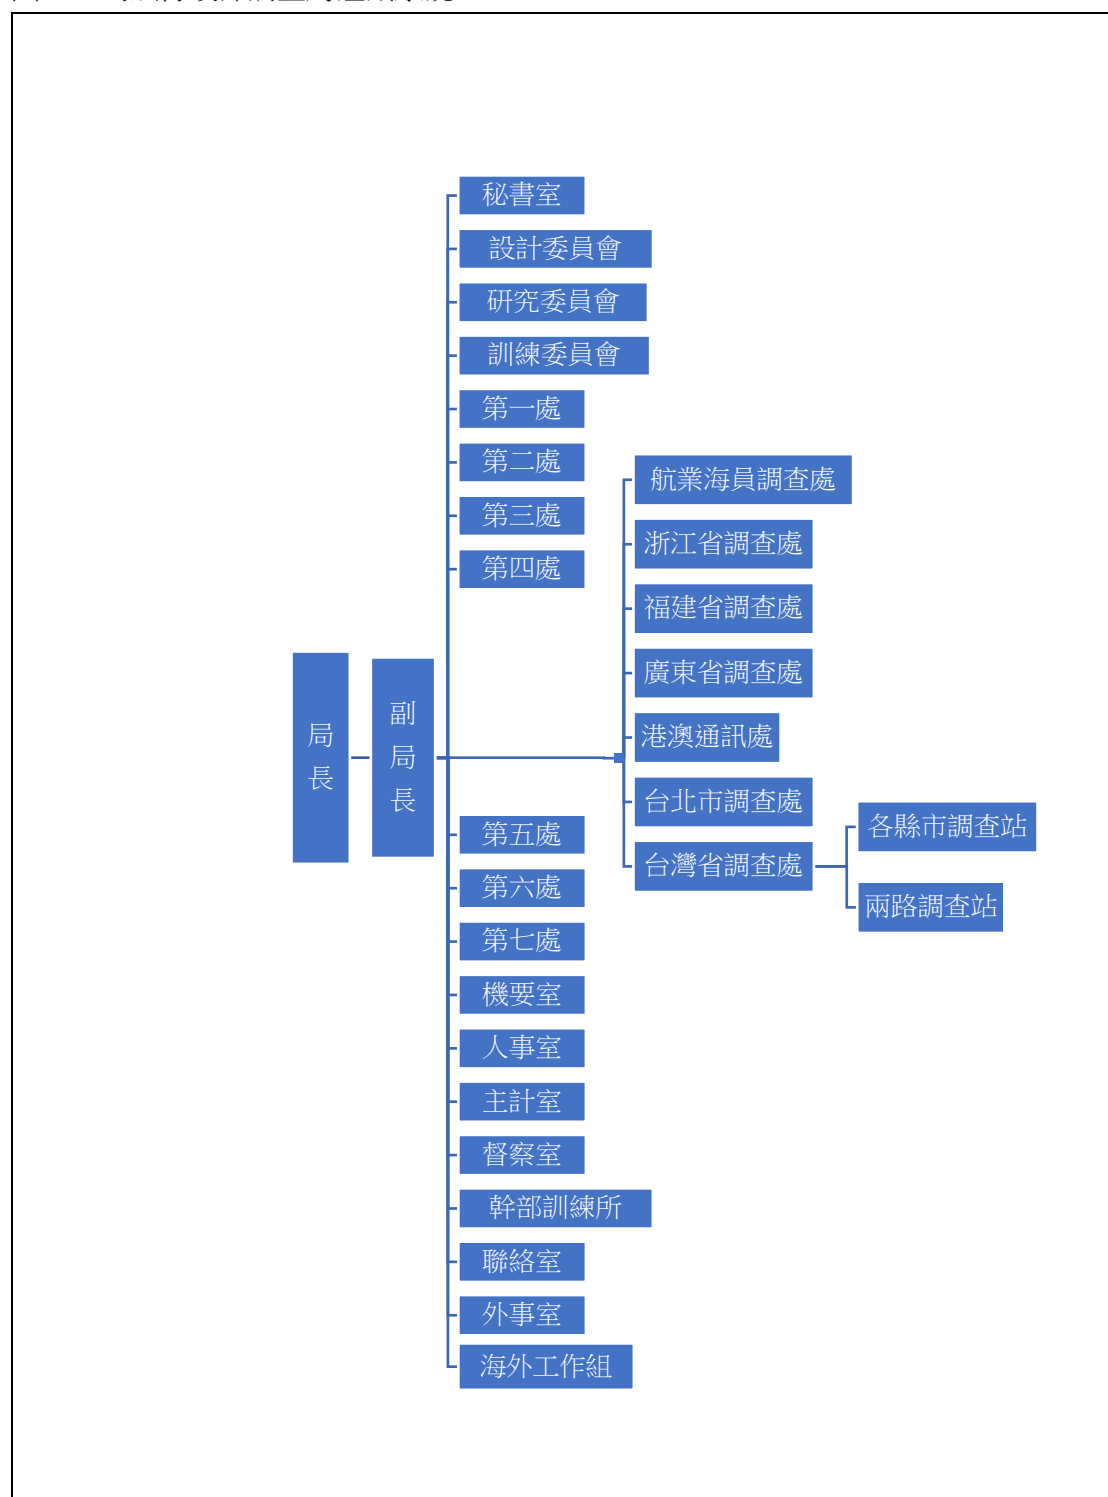 局長
副局長
秘書室
設計委員會
研究委員會
訓練委員會
第一處
第二處
第三處
第四處
航業海員調查處
浙江省調查處
福建省調查處
廣東省調查處
港澳通訊處
台北市調查處
台灣省調查處
各縣市調查站
兩路調查站
第五處
第六處
第七處
機要室
人事室
主計室
督察室
幹部訓練所
聯絡室
外事室
海外工作組